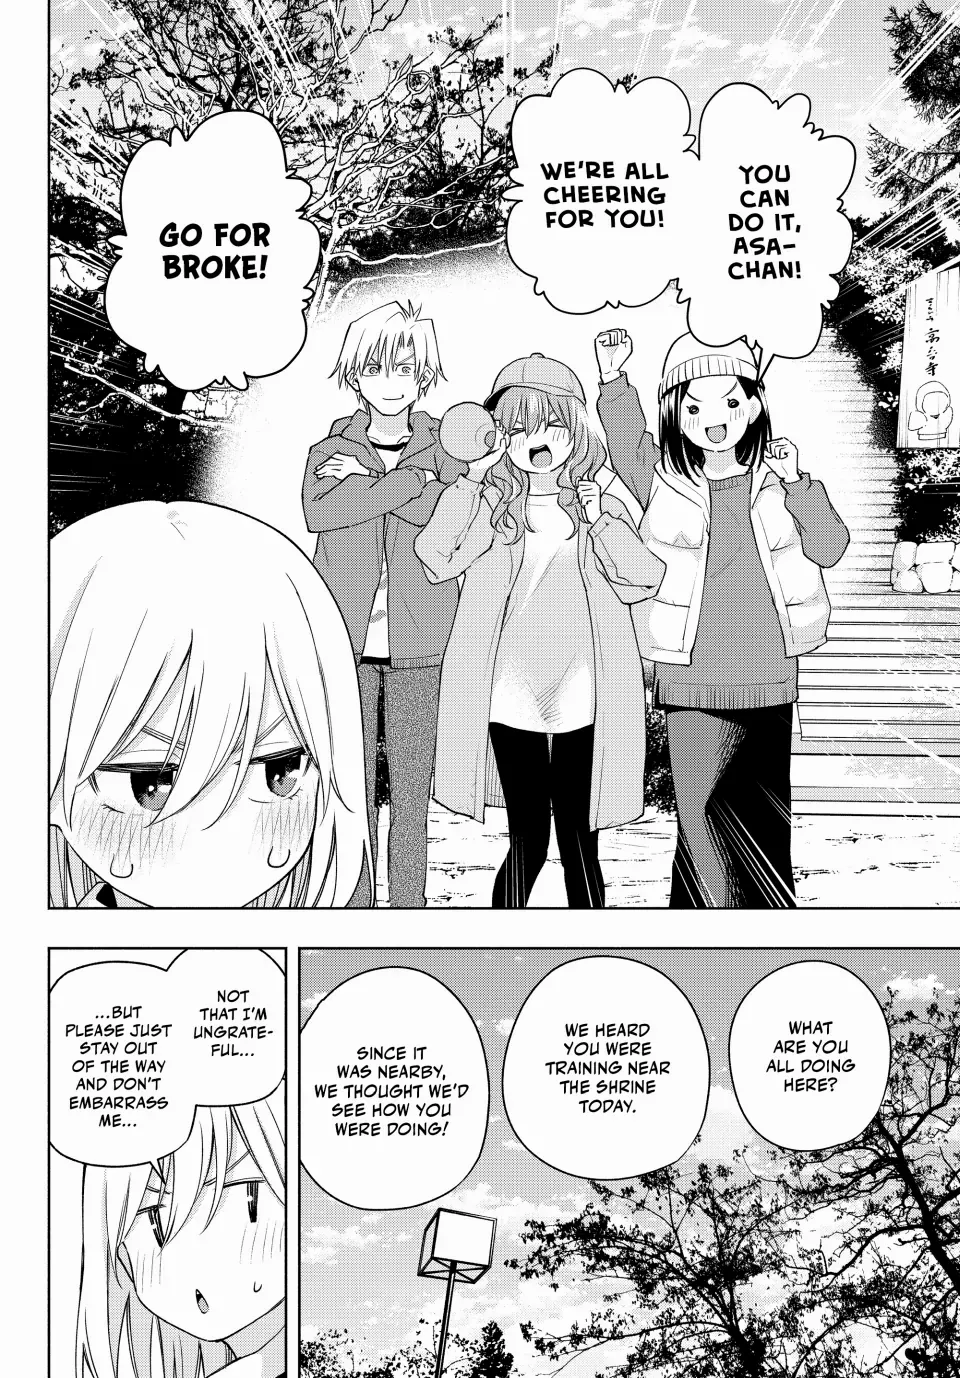 YOU
CAN
DO IT,
ASA-
CHAN!
WE'RE ALL
CHEERING
FOR YOU!
GO FOR
BROKE!
高音寺
WHAT
ARE YOU
ALL DOING
HERE?
WE HEARD
YOU WERE
TRAINING NEAR
THE SHRINE
TODAY.
SINCE IT
WAS NEARBY,
WE THOUGHT WE'D
SEE HOW YOU
WERE DOING!
NOT
THAT I'M
UNGRATE-
FUL...
...BUT
PLEASE JUST
STAY OUT
OF THE WAY
AND DON'T
EMBARRASS
ME...